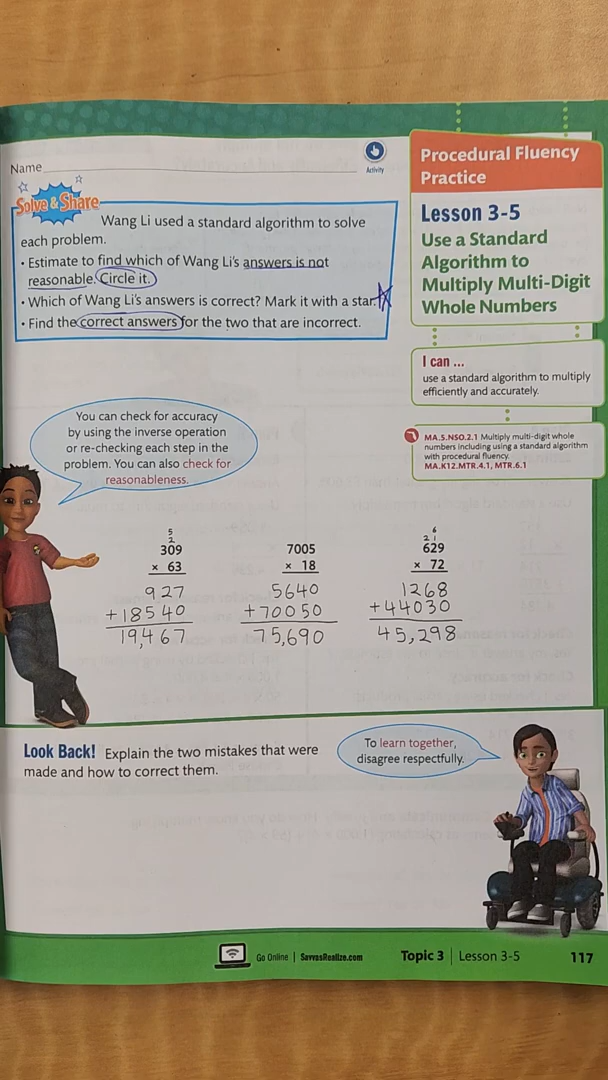 Name
Activity
Solve & Share
Wang Li used a standard algorithm to solve
each problem.
• Estimate to find which of Wang Li's answers is not
reasonable. Circle it.
• Which of Wang Li's answers is correct? Mark it with a star.
• Find the correct answers for the two that are incorrect.
Procedural Fluency
Practice
Lesson 3-5
Use a Standard
Algorithm to
Multiply Multi-Digit
Whole Numbers
I can ...
use a standard algorithm to multiply
efficiently and accurately.
MA.5.NSO.2.1 Multiply multi-digit whole
numbers including using a standard algorithm
with procedural fluency.
MA.K12.MTR.4.1, MTR.6.1
You can check for accuracy
by using the inverse operation
or re-checking each step in the
problem. You can also check for
reasonableness.
5
2
309
× 63
927
+18540
19,467
7005
× 18
5640
+70050
75,690
6
2 1
629
× 72
1268
+44030
45,298
Look Back! Explain the two mistakes that were
made and how to correct them.
To learn together,
disagree respectfully.
Go Online | SavvasRealize.com
Topic 3 | Lesson 3-5
117